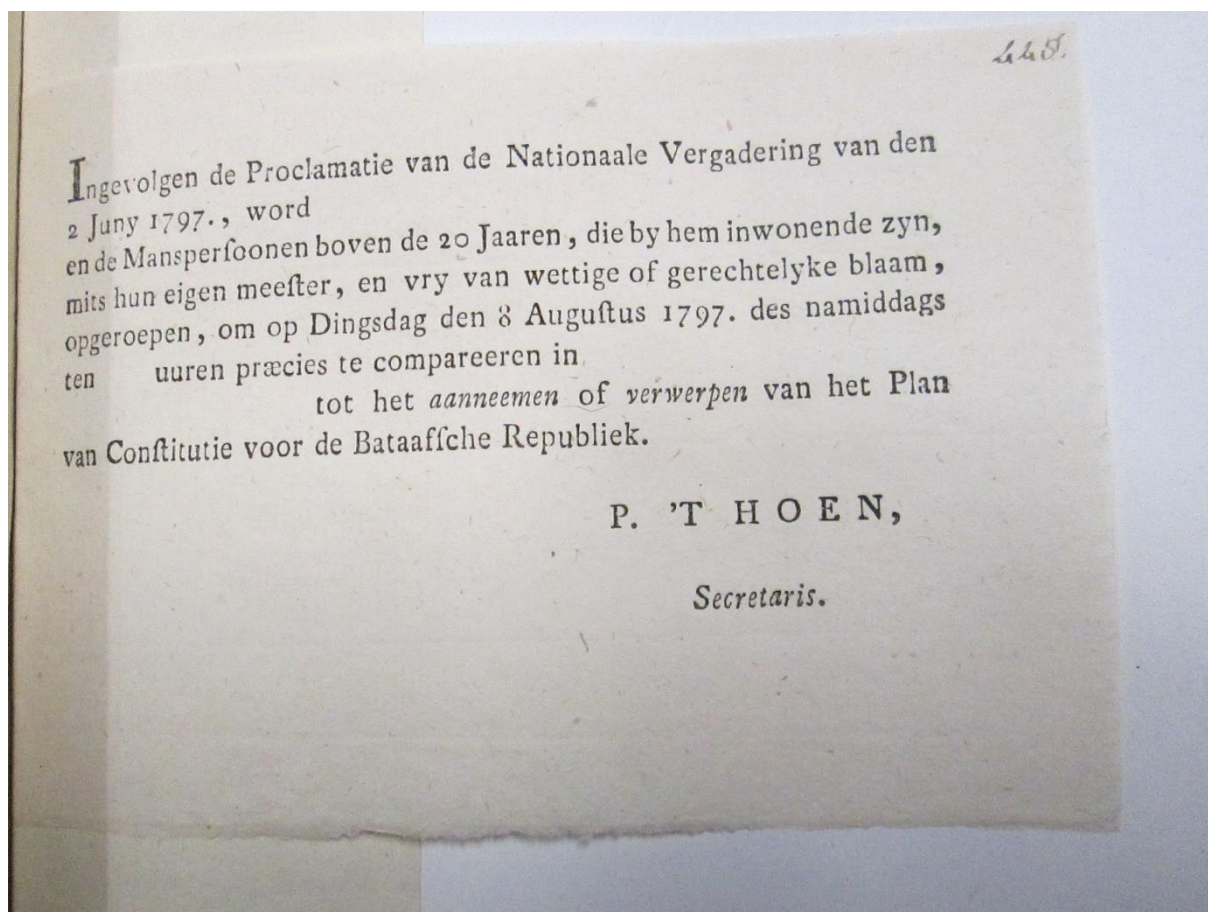 448.
Ingevolgen de Proclamatie van de Nationaale Vergadering van den
2 Juny 1797., word
en de Mansperſoonen boven de 20 Jaaren, die by hem inwonende zyn,
mits hun eigen meeſter, en vry van wettige of gerechtelyke blaam,
opgeroepen, om op Dingsdag den 8 Auguſtus 1797. des namiddags
ten uuren præcies te compareeren in
tot het aanneemen of verwerpen van het Plan
van Conſtitutie voor de Bataafſche Republiek.
P. 'T HOEN,
Secretaris.